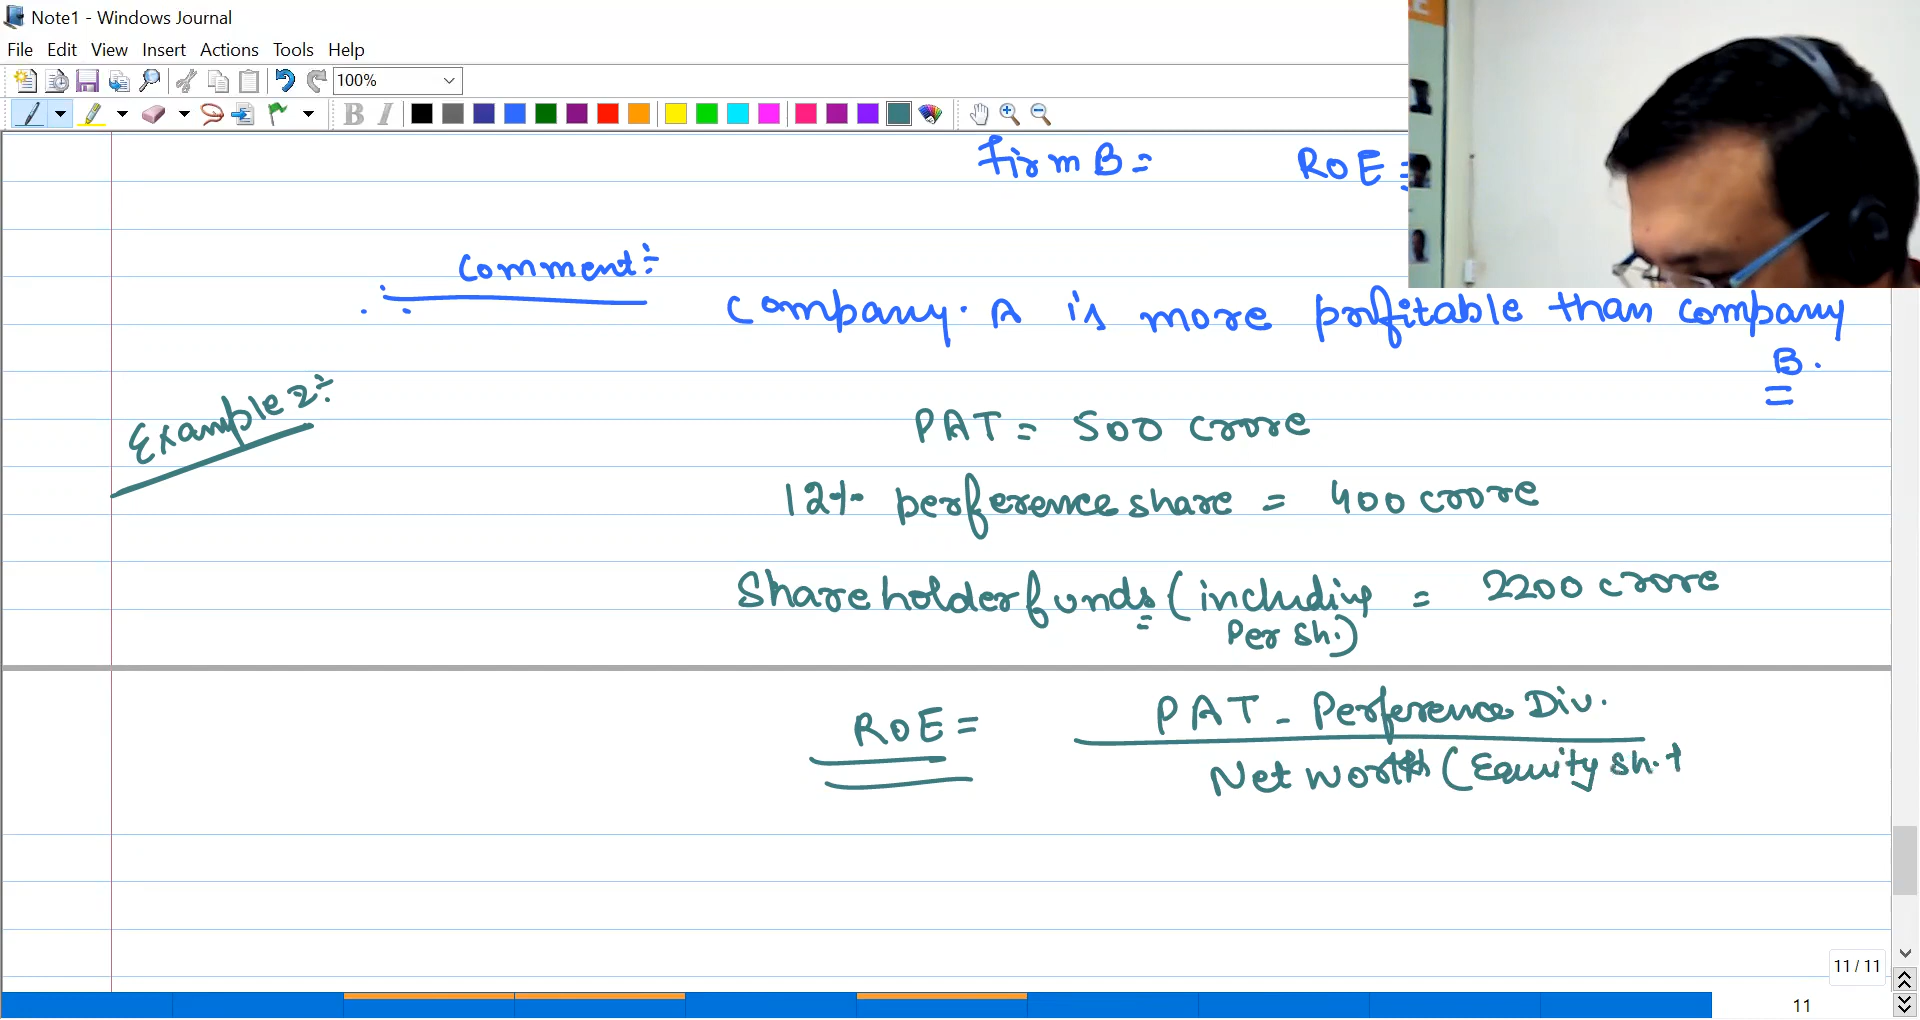 Note1 - Windows Journal
File Edit View Insert Actions Tools Help
100%
B I
Firm B = ROE =
Comment :-
Company. A is more profitable than company
B.
Example 2 :-
PAT = 500 crore
12% perference share = 400 crore
Shareholder funds (including = 2200 crore
Per sh.)
ROE = PAT - Perference Div.
Net worth (Equity sh. +
11 / 11
11